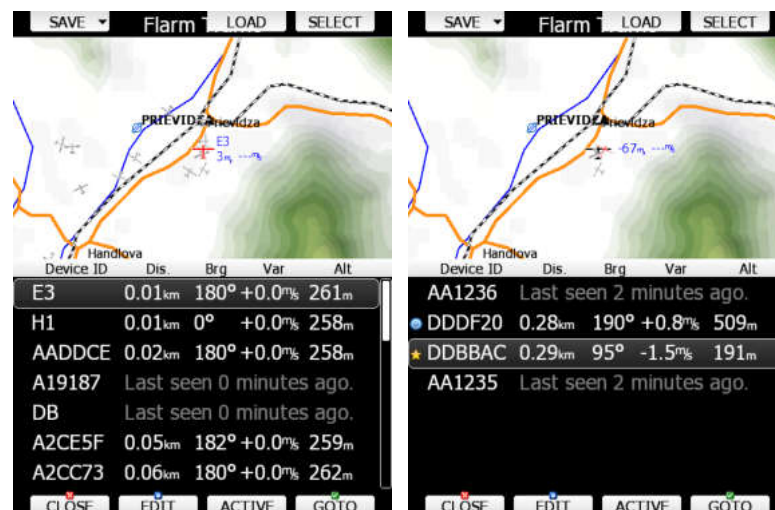 SAVE Flarm T LOAD SELECT
PRIEVIDZA Prievidza
E3
3m, ---m/s
Handlova
Device ID Dis. Brg Var Alt
E3 0.01km 180° +0.0m/s 261m
H1 0.01km 0° +0.0m/s 258m
AADDCE 0.02km 180° +0.0m/s 258m
A19187 Last seen 0 minutes ago.
DB Last seen 0 minutes ago.
A2CE5F 0.05km 182° +0.0m/s 259m
A2CC73 0.06km 180° +0.0m/s 262m
CLOSE EDIT ACTIVE GOTO
SAVE Flarm T LOAD SELECT
PRIEVIDZA Prievidza
-67m, ---m/s
Handlova
Device ID Dis. Brg Var Alt
AA1236 Last seen 2 minutes ago.
DDDF20 0.28km 190° +0.8m/s 509m
DDBBAC 0.29km 95° -1.5m/s 191m
AA1235 Last seen 2 minutes ago.
CLOSE EDIT ACTIVE GOTO